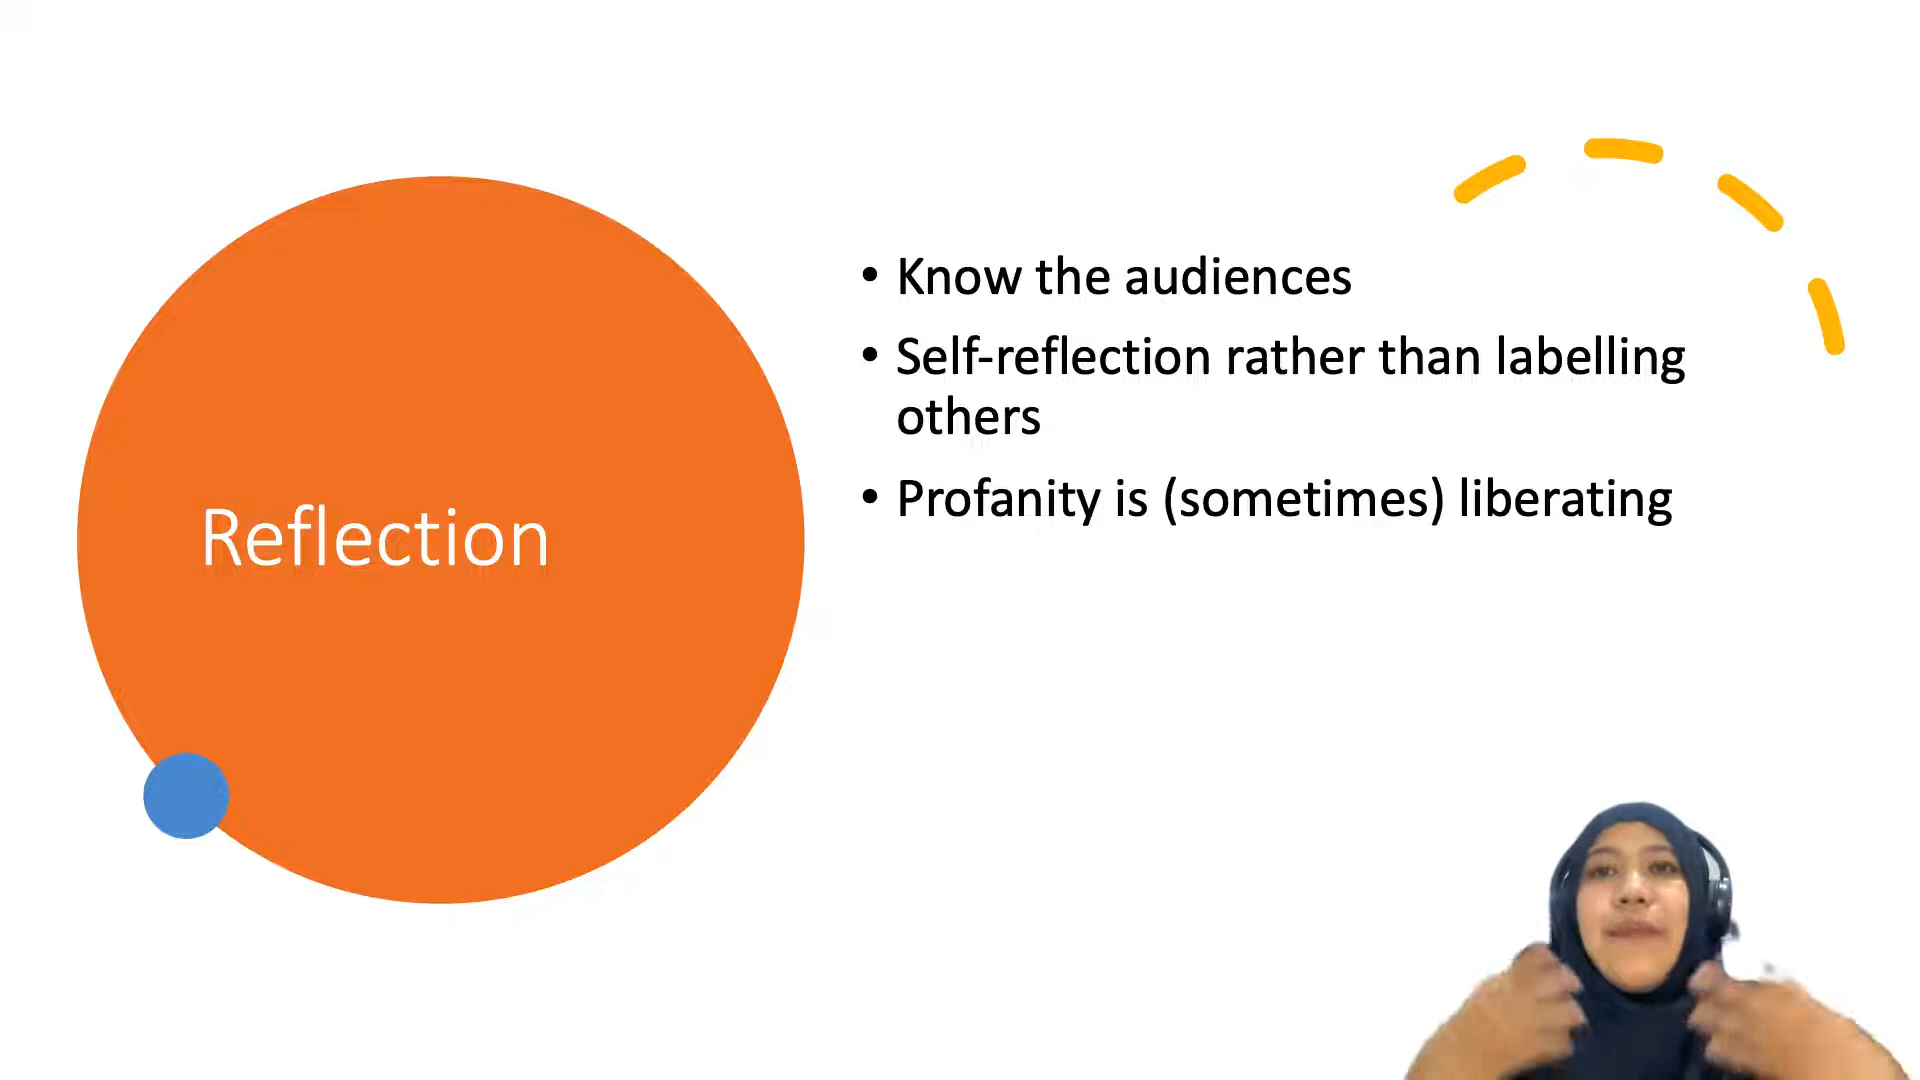 Reflection
• Know the audiences
• Self-reflection rather than labelling
others
• Profanity is (sometimes) liberating